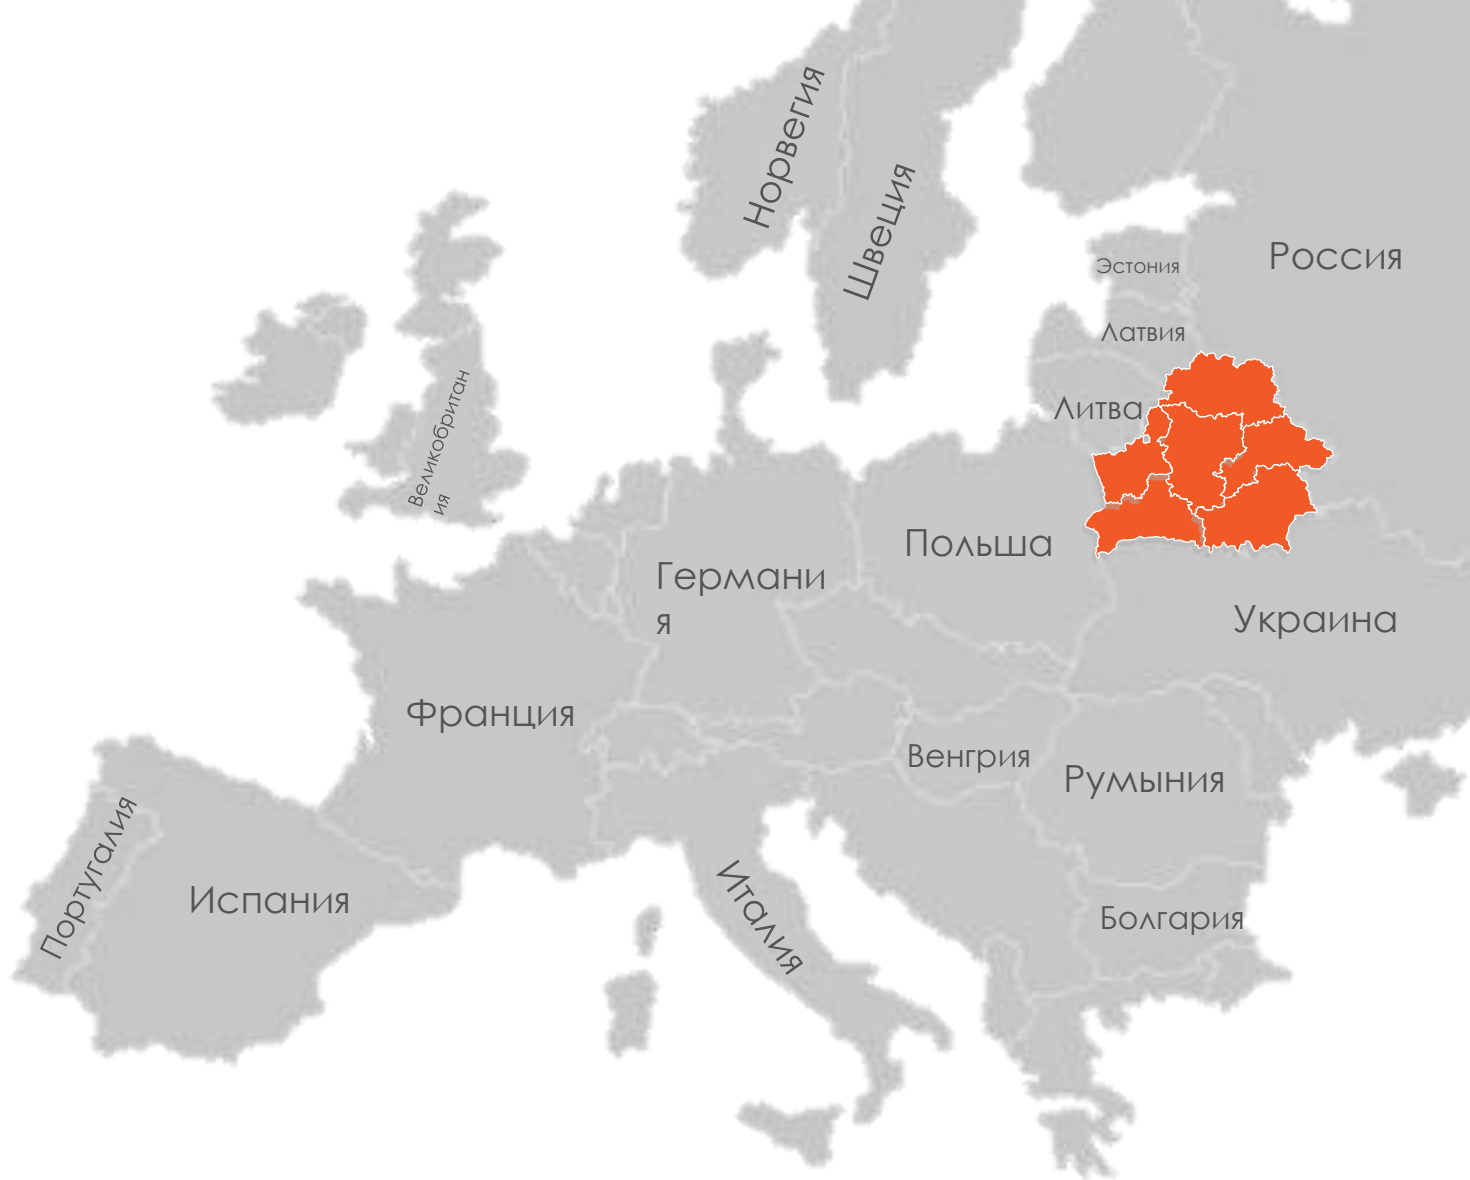 Норвегия
Швеция
Россия
Эстония
Латвия
Литва
Великобритан
ия
Польша
Германи
я
Украина
Франция
Венгрия
Румыния
Португалия
Испания
Италия
Болгария